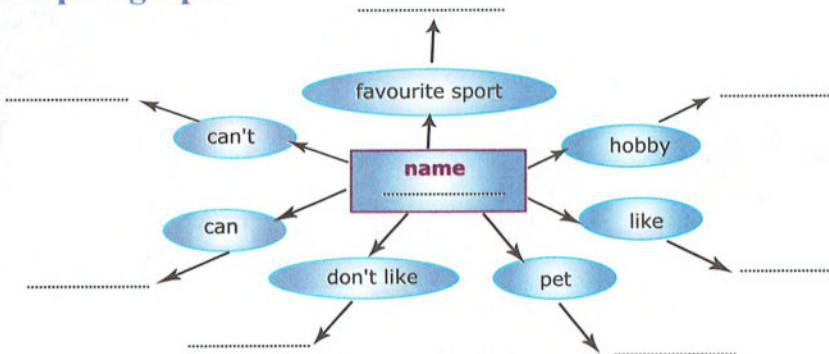 favourite sport
can't
hobby
name
can
like
don't like
pet